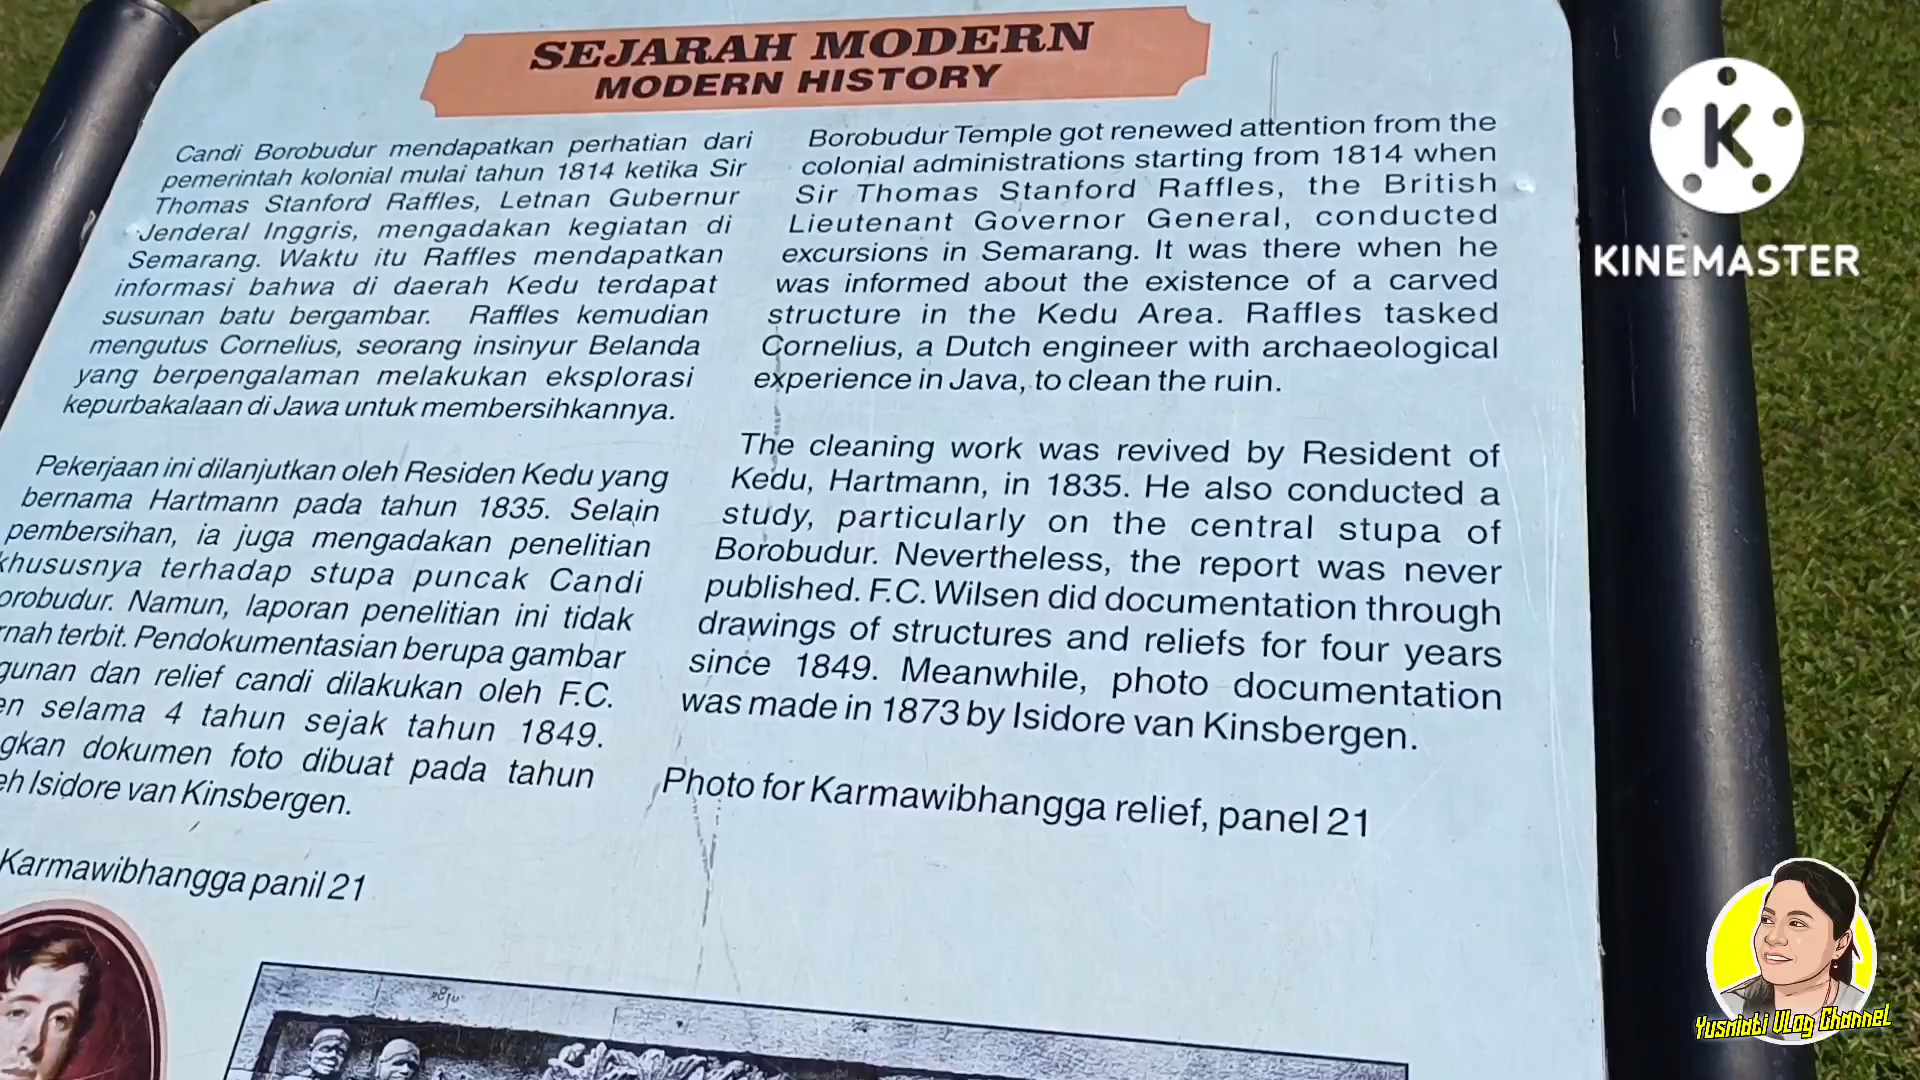 SEJARAH MODERN
MODERN HISTORY
Candi Borobudur mendapatkan perhatian dari
pemerintah kolonial mulai tahun 1814 ketika Sir
Thomas Stanford Raffles, Letnan Gubernur
Jenderal Inggris, mengadakan kegiatan di
Semarang. Waktu itu Raffles mendapatkan
informasi bahwa di daerah Kedu terdapat
susunan batu bergambar. Raffles kemudian
mengutus Cornelius, seorang insinyur Belanda
yang berpengalaman melakukan eksplorasi
kepurbakalaan di Jawa untuk membersihkannya.
Pekerjaan ini dilanjutkan oleh Residen Kedu yang
bernama Hartmann pada tahun 1835. Selain
pembersihan, ia juga mengadakan penelitian
khususnya terhadap stupa puncak Candi
orobudur. Namun, laporan penelitian ini tidak
rnah terbit. Pendokumentasian berupa gambar
gunan dan relief candi dilakukan oleh F.C.
en selama 4 tahun sejak tahun 1849.
gkan dokumen foto dibuat pada tahun
eh Isidore van Kinsbergen.
Karmawibhangga panil 21
Borobudur Temple got renewed attention from the
colonial administrations starting from 1814 when
Sir Thomas Stanford Raffles, the British
Lieutenant Governor General, conducted
excursions in Semarang. It was there when he
was informed about the existence of a carved
structure in the Kedu Area. Raffles tasked
Cornelius, a Dutch engineer with archaeological
experience in Java, to clean the ruin.
The cleaning work was revived by Resident of
Kedu, Hartmann, in 1835. He also conducted a
study, particularly on the central stupa of
Borobudur. Nevertheless, the report was never
published. F.C. Wilsen did documentation through
drawings of structures and reliefs for four years
since 1849. Meanwhile, photo documentation
was made in 1873 by Isidore van Kinsbergen.
Photo for Karmawibhangga relief, panel 21
K
KINEMASTER
Yusniati Vlog Channel